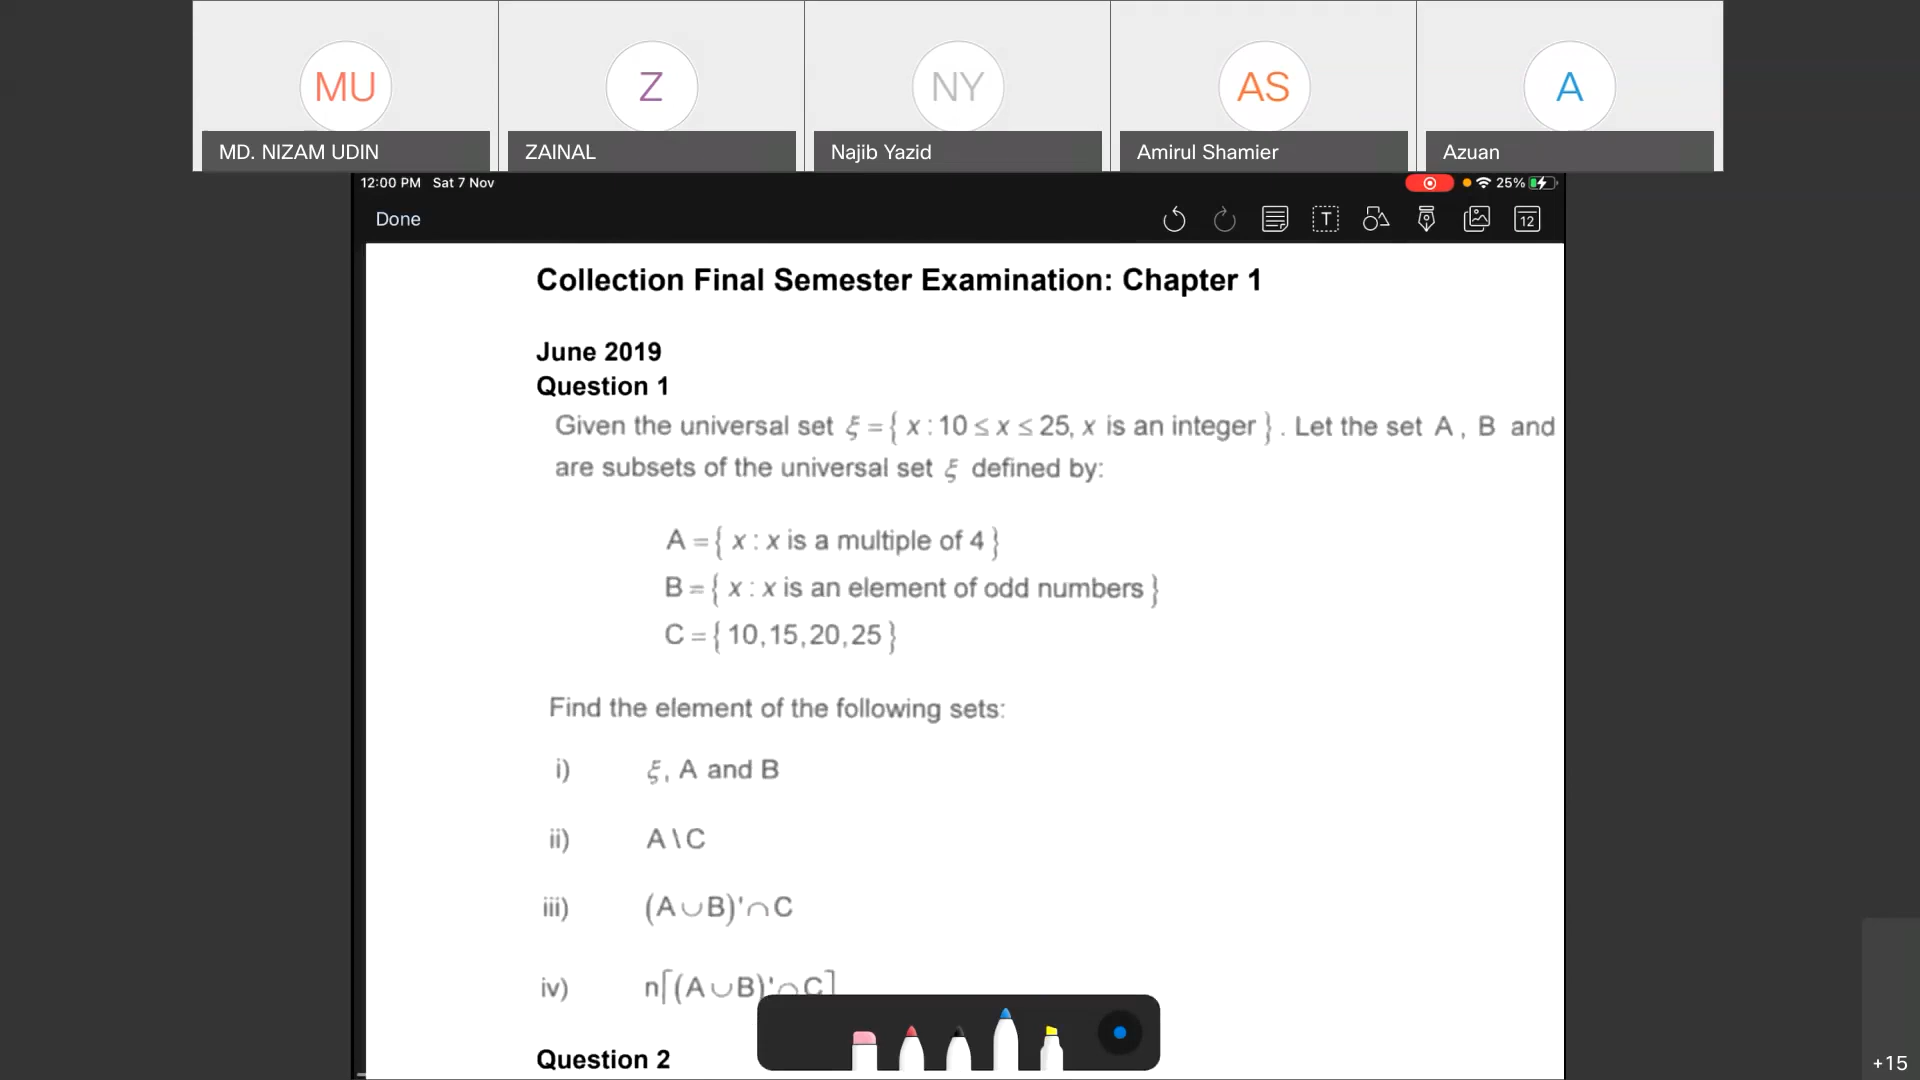 MU
Z
NY
AS
A
MD. NIZAM UDIN
ZAINAL
Najib Yazid
Amirul Shamier
Azuan
12:00 PM Sat 7 Nov
25%
Done
T
12
Collection Final Semester Examination: Chapter 1
June 2019
Question 1
Given the universal set ξ = { x : 10 ≤ x ≤ 25, x is an integer } . Let the set A , B and
are subsets of the universal set ξ defined by:
A = { x : x is a multiple of 4 }
B = { x : x is an element of odd numbers }
C = { 10, 15, 20, 25 }
Find the element of the following sets:
i) ξ, A and B
ii) A \ C
iii) (A ∪ B)' ∩ C
iv) n[(A ∪ B)' ∩ C]
Question 2
+15